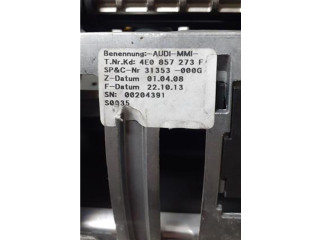 Benennung:-AUDI-MMI-
T.Nr.Kd: 4E0 857 273 F
SP&C-Nr 31353 -000G
Z-Datum 01.04.08
F-Datum 22.10.13
SN: 00204391
S0035